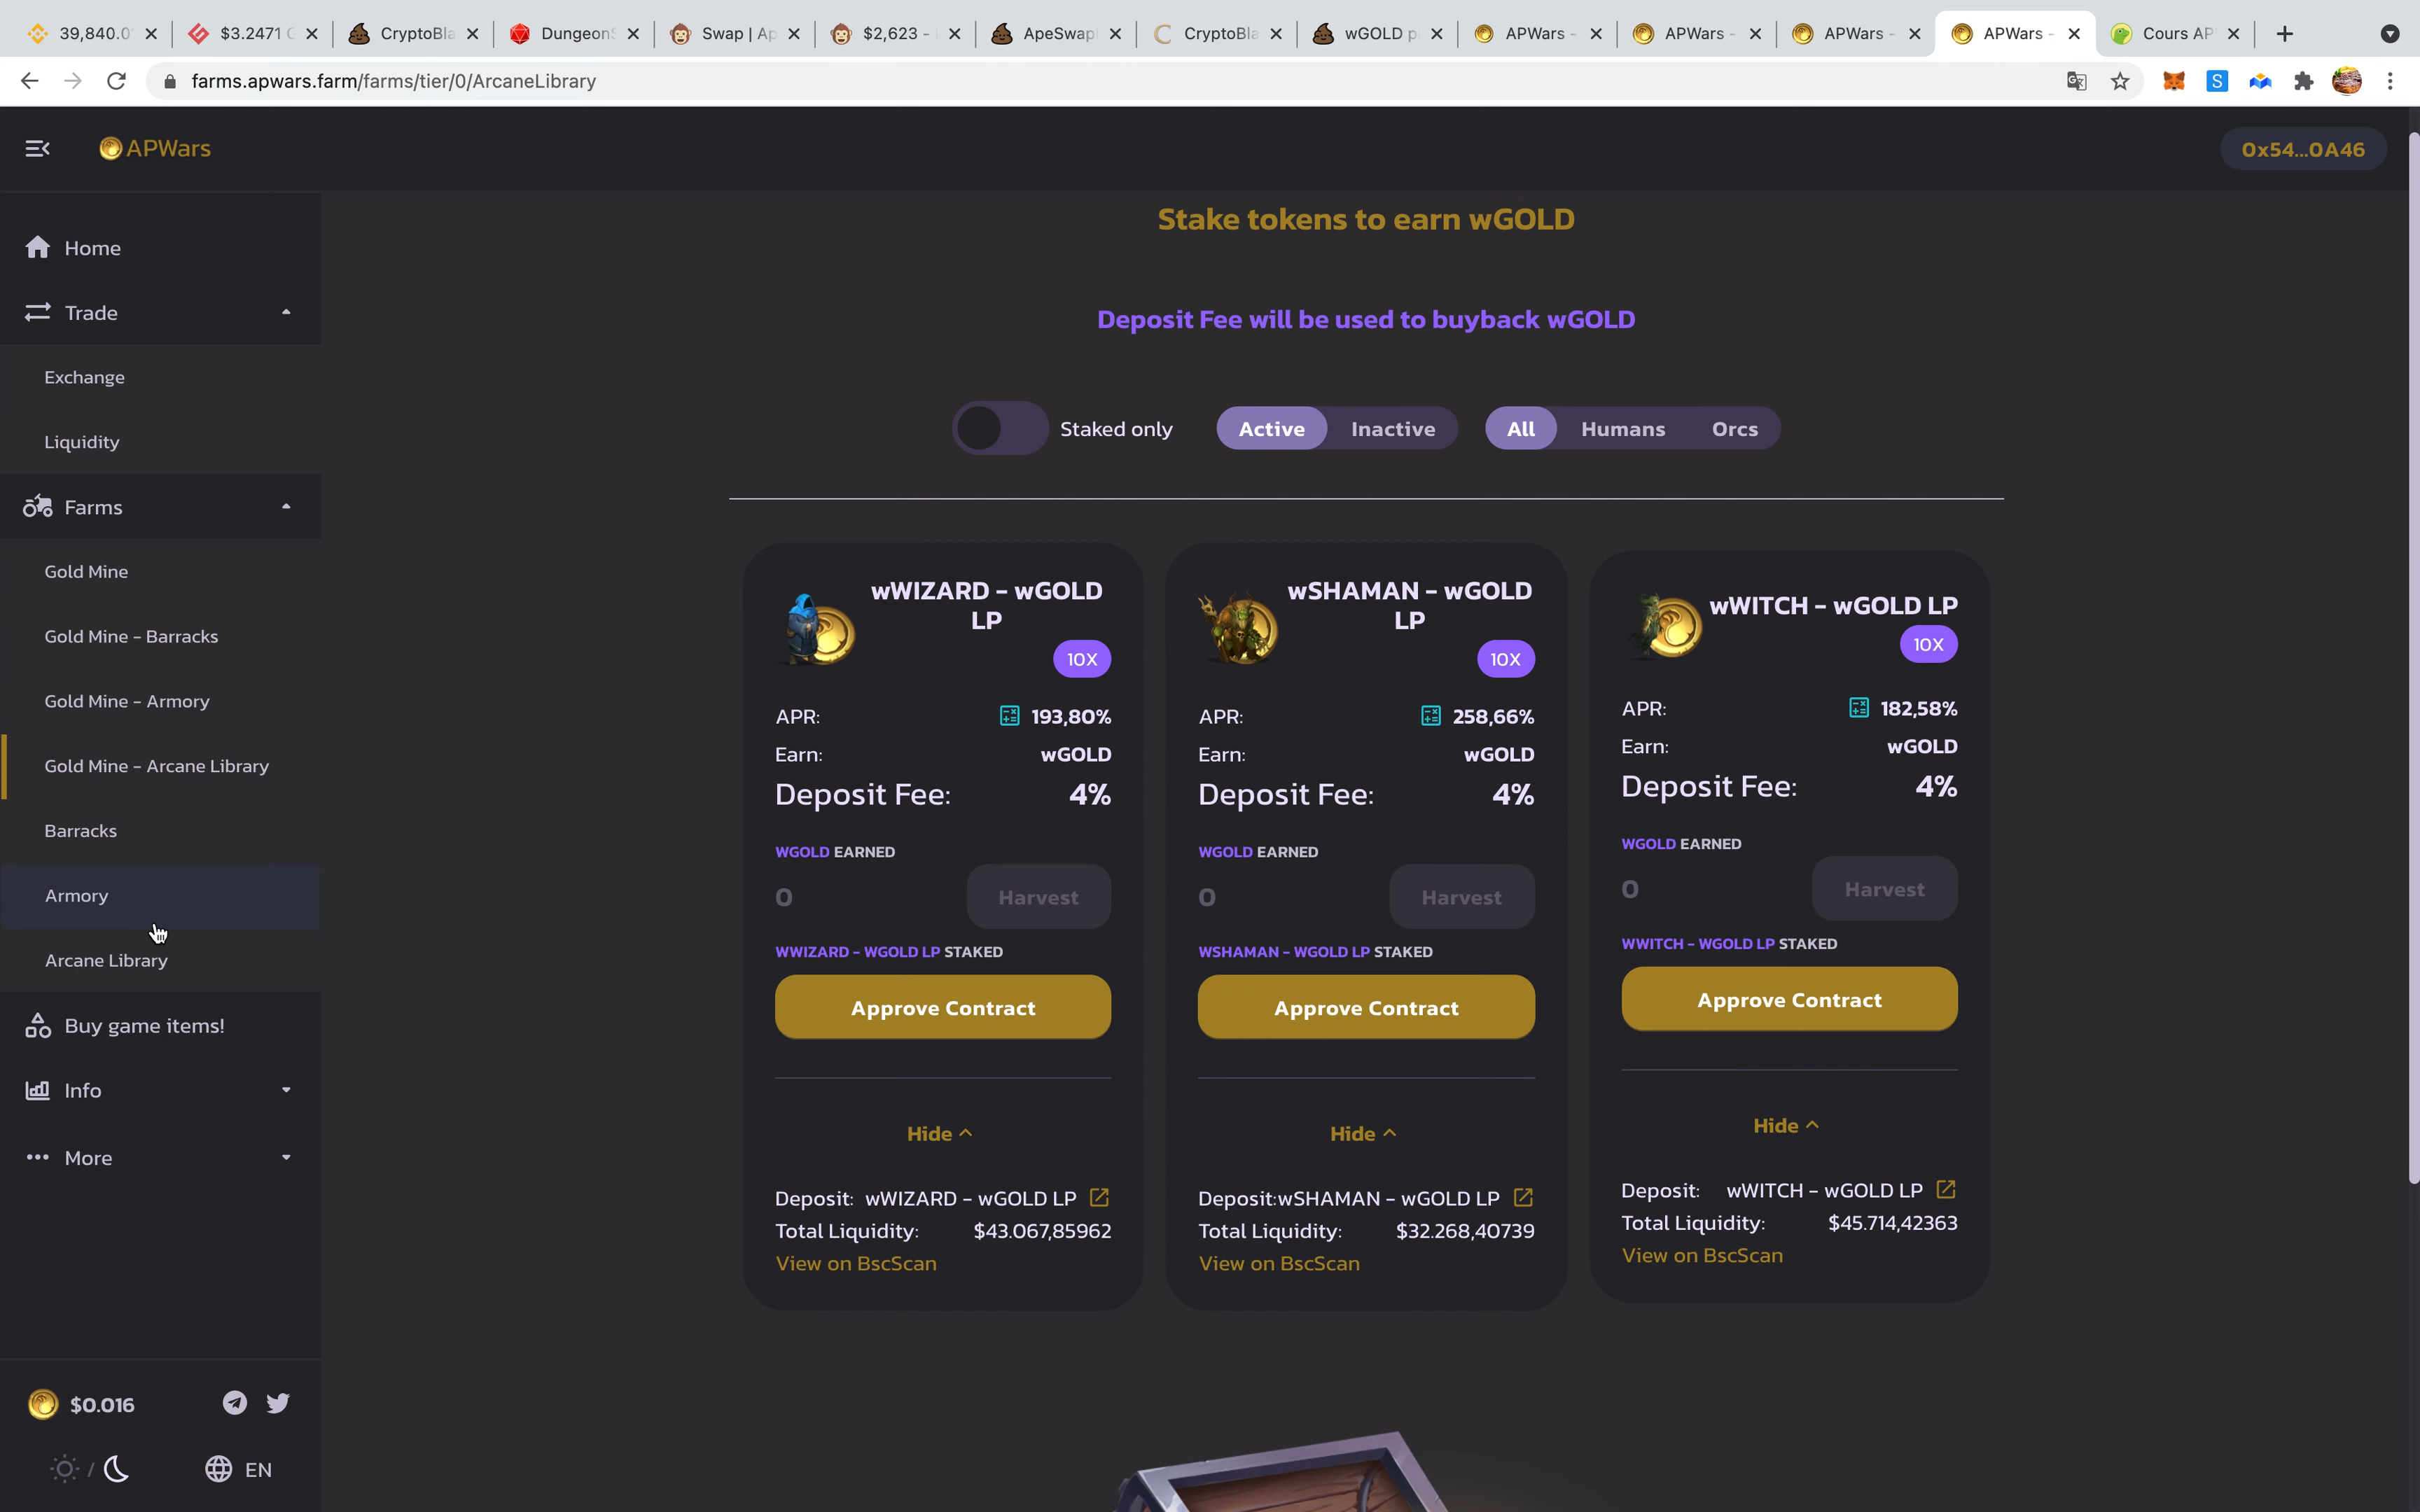 39,840.0
$3.2471
CryptoBla
Dungeon
Swap | Ap
$2,623 -
ApeSwap
CryptoBla
wGOLD p
APWars -
APWars -
APWars -
APWars -
Cours AP
farms.apwars.farm/farms/tier/0/ArcaneLibrary
APWars
0x54...0A46
Home
Trade
Exchange
Liquidity
Farms
Gold Mine
Gold Mine - Barracks
Gold Mine - Armory
Gold Mine - Arcane Library
Barracks
Armory
Arcane Library
Buy game items!
Info
More
$0.016
/
EN
Stake tokens to earn wGOLD
Deposit Fee will be used to buyback wGOLD
Staked only
Active Inactive
All Humans Orcs
wWIZARD - wGOLD
LP
10X
APR: 193,80%
Earn: wGOLD
Deposit Fee: 4%
WGOLD EARNED
0 Harvest
WWIZARD - WGOLD LP STAKED
Approve Contract
Hide
Deposit: wWIZARD - wGOLD LP
Total Liquidity: $43.067,85962
View on BscScan
wSHAMAN - wGOLD
LP
10X
APR: 258,66%
Earn: wGOLD
Deposit Fee: 4%
WGOLD EARNED
0 Harvest
WSHAMAN - WGOLD LP STAKED
Approve Contract
Hide
Deposit:wSHAMAN - wGOLD LP
Total Liquidity: $32.268,40739
View on BscScan
wWITCH - wGOLD LP
10X
APR: 182,58%
Earn: wGOLD
Deposit Fee: 4%
WGOLD EARNED
0 Harvest
WWITCH - WGOLD LP STAKED
Approve Contract
Hide
Deposit: wWITCH - wGOLD LP
Total Liquidity: $45.714,42363
View on BscScan